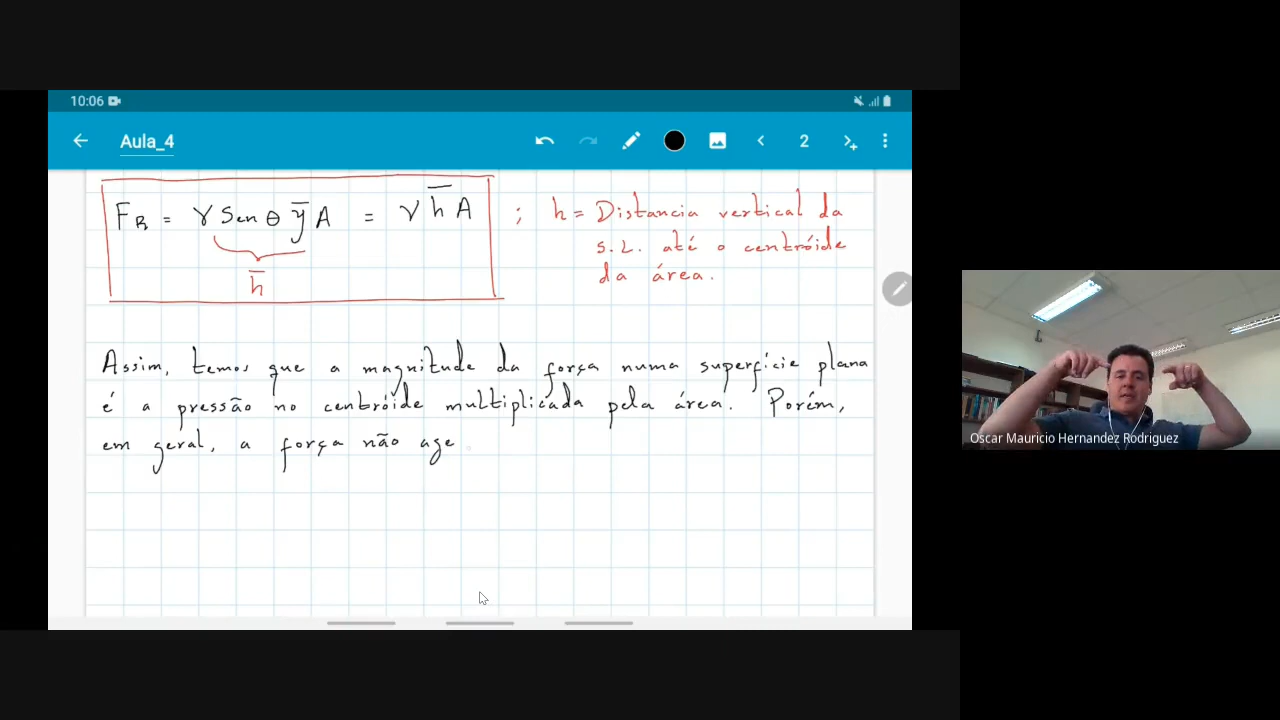 10:06
Aula_4
2
F_R = γ Sen θ ȳ A = γ h̄ A ; h = Distancia vertical da
s.L. até o centróide
h̄
da área.
Assim, temos que a magnitude da força numa superfície plana
é a pressão no centróide multiplicada pela área. Porém,
em geral, a força não age
Oscar Mauricio Hernandez Rodriguez